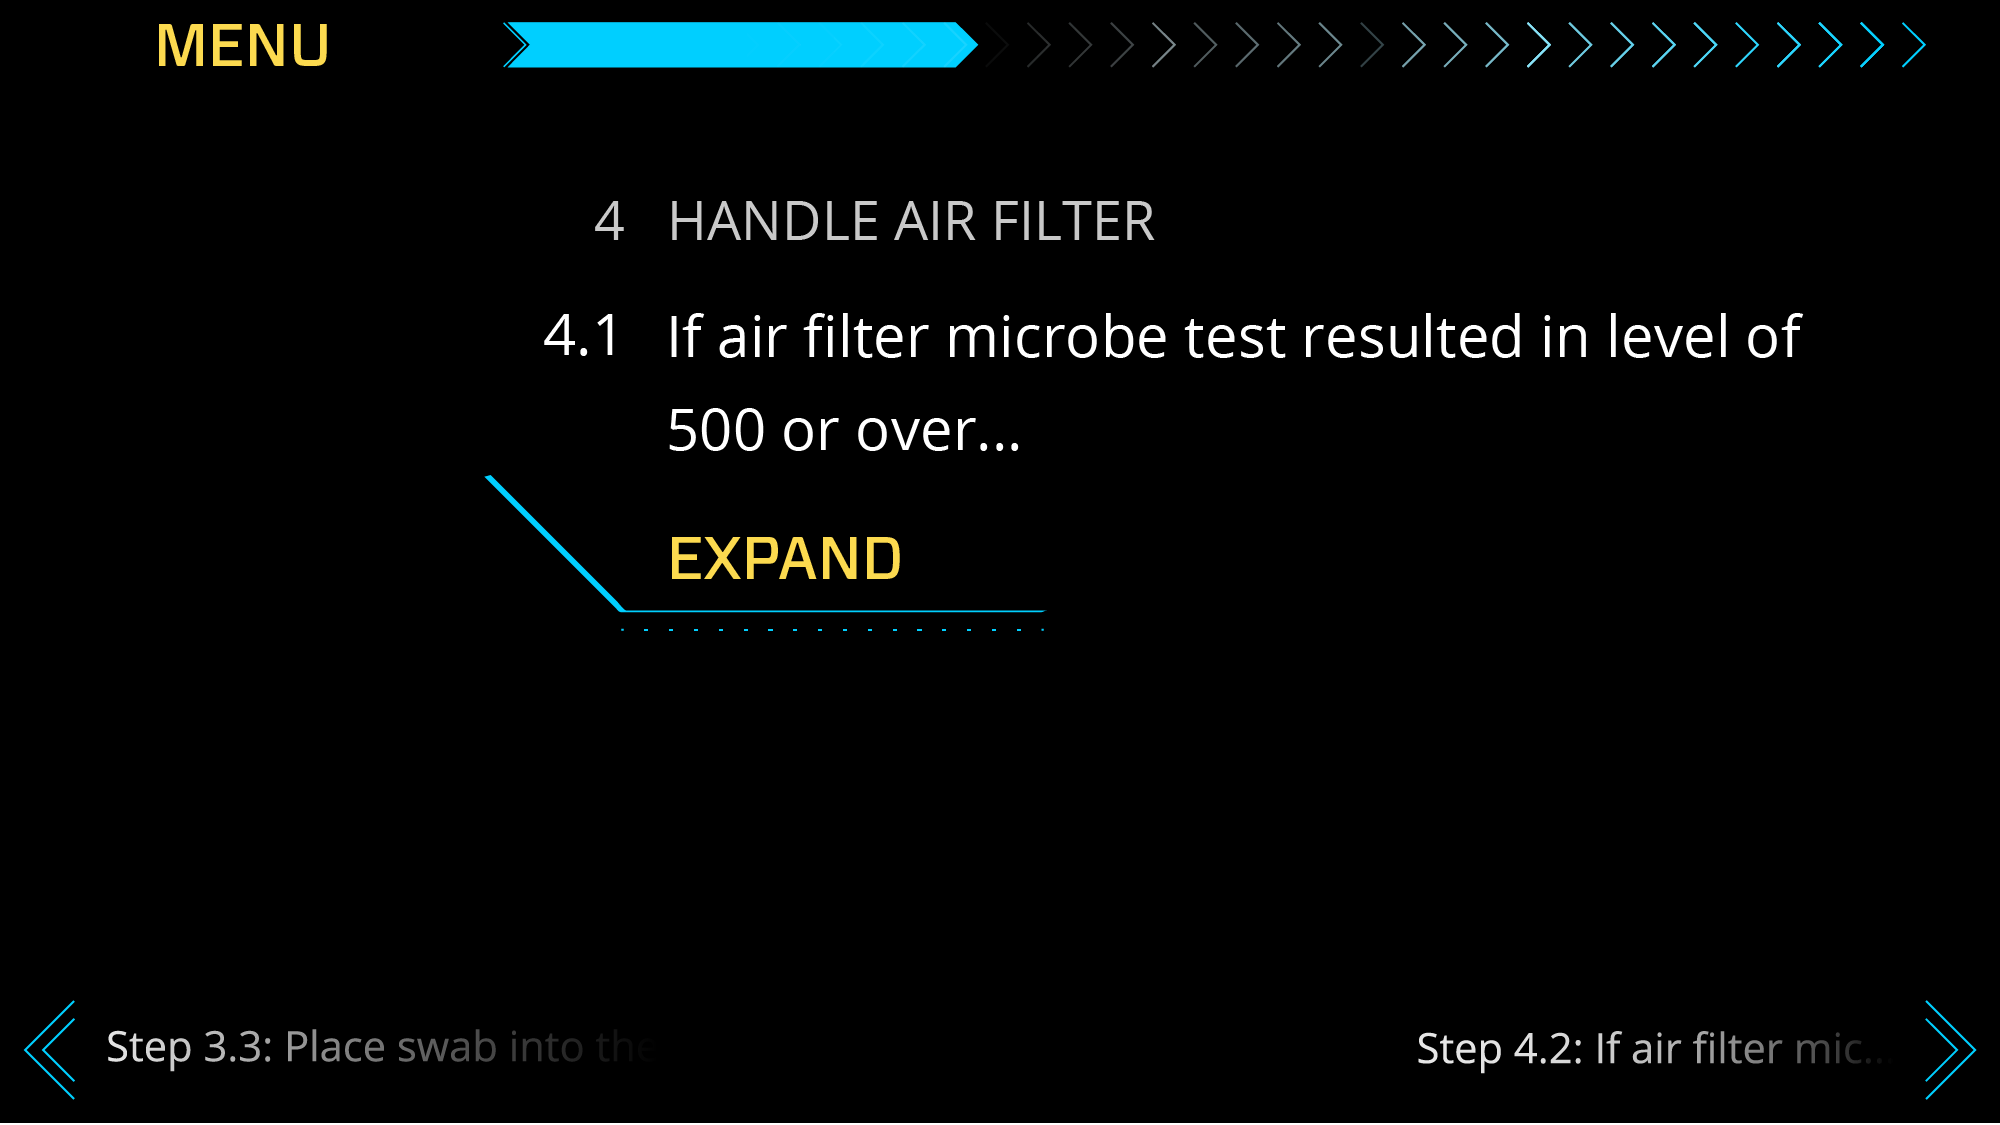 MENU
4 HANDLE AIR FILTER
4.1 If air filter microbe test resulted in level of
500 or over...
EXPAND
Step 3.3: Place swab into the
Step 4.2: If air filter mic...